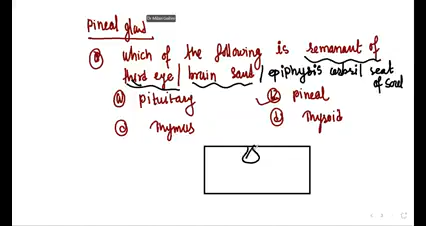 Pineal gland
Q which of the following is remanant of
third eye / brain sand / epiphysis cerebri / seat of soul
a pituitary
b pineal
c Thymus
d Thyroid